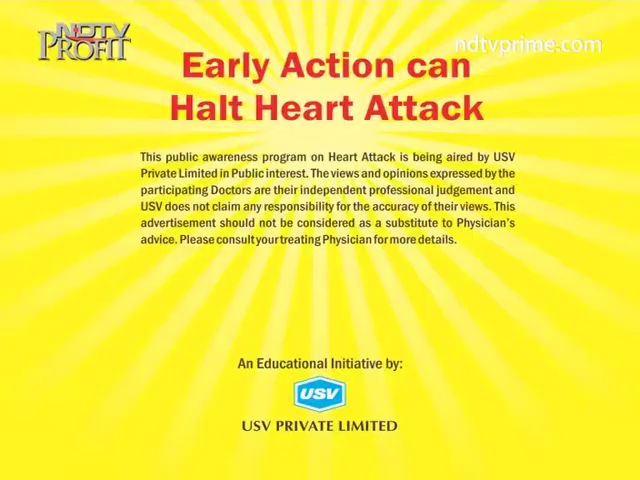 NDTV
PROFIT
ndtvprime.com
Early Action can
Halt Heart Attack
This public awareness program on Heart Attack is being aired by USV
Private Limited in Public interest. The views and opinions expressed by the
participating Doctors are their independent professional judgement and
USV does not claim any responsibility for the accuracy of their views. This
advertisement should not be considered as a substitute to Physician's
advice. Please consult your treating Physician for more details.
An Educational Initiative by:
USV
USV PRIVATE LIMITED